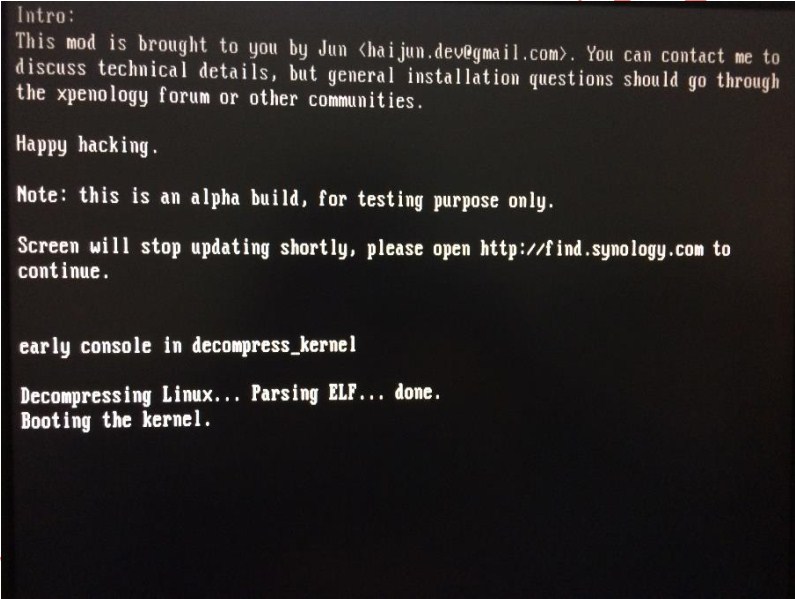 Intro:
This mod is brought to you by Jun <haijun.dev@gmail.com>. You can contact me to
discuss technical details, but general installation questions should go through
the xpenology forum or other communities.
Happy hacking.
Note: this is an alpha build, for testing purpose only.
Screen will stop updating shortly, please open http://find.synology.com to
continue.
early console in decompress_kernel
Decompressing Linux... Parsing ELF... done.
Booting the kernel.